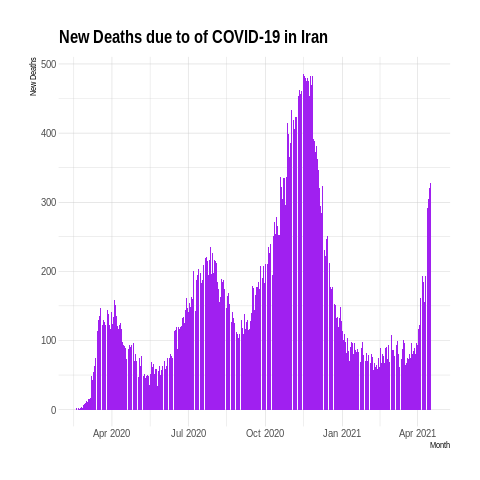 New Deaths due to of COVID-19 in Iran
New Deaths
500
400
300
200
100
0
Apr 2020 Jul 2020 Oct 2020 Jan 2021 Apr 2021
Month